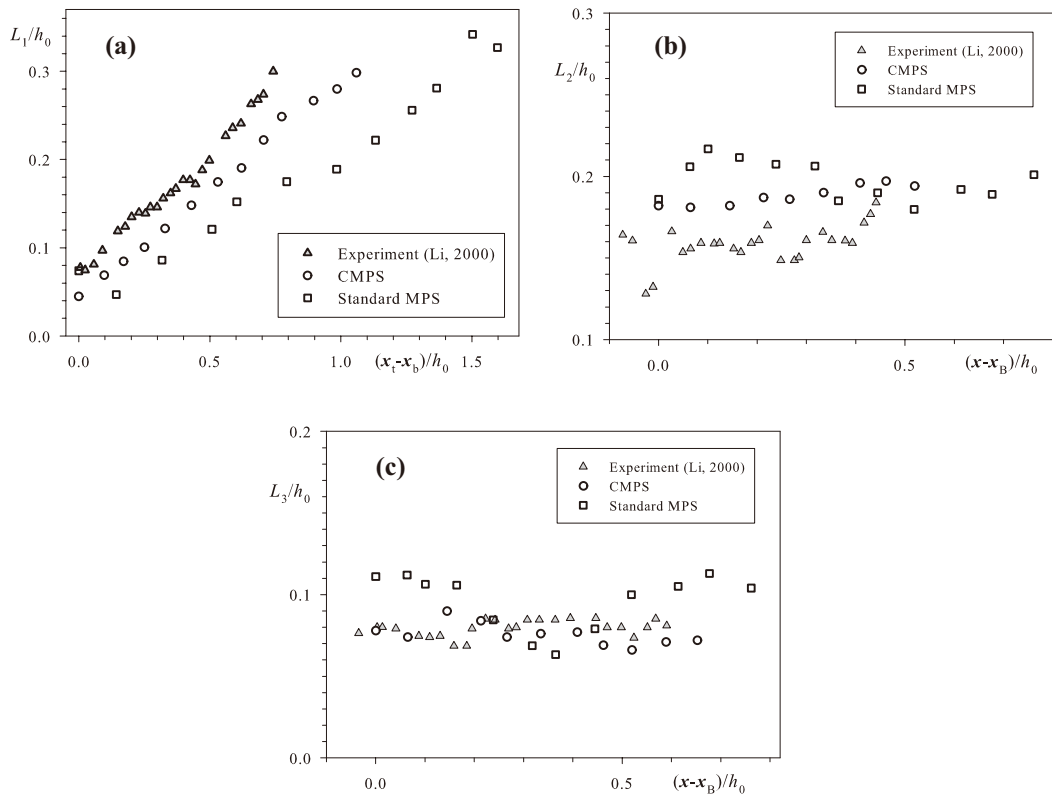 L1/h0
(a)
0.3
0.2
0.1
0.0
Experiment (Li, 2000)
CMPS
Standard MPS
0.0
0.5
1.0
1.5
(xt-xb)/h0
0.3
(b)
L2/h0
0.2
0.1
Experiment (Li, 2000)
CMPS
Standard MPS
0.0
0.5
(x-xB)/h0
0.2
(c)
L3/h0
0.1
0.0
Experiment (Li, 2000)
CMPS
Standard MPS
0.0
0.5
(x-xB)/h0